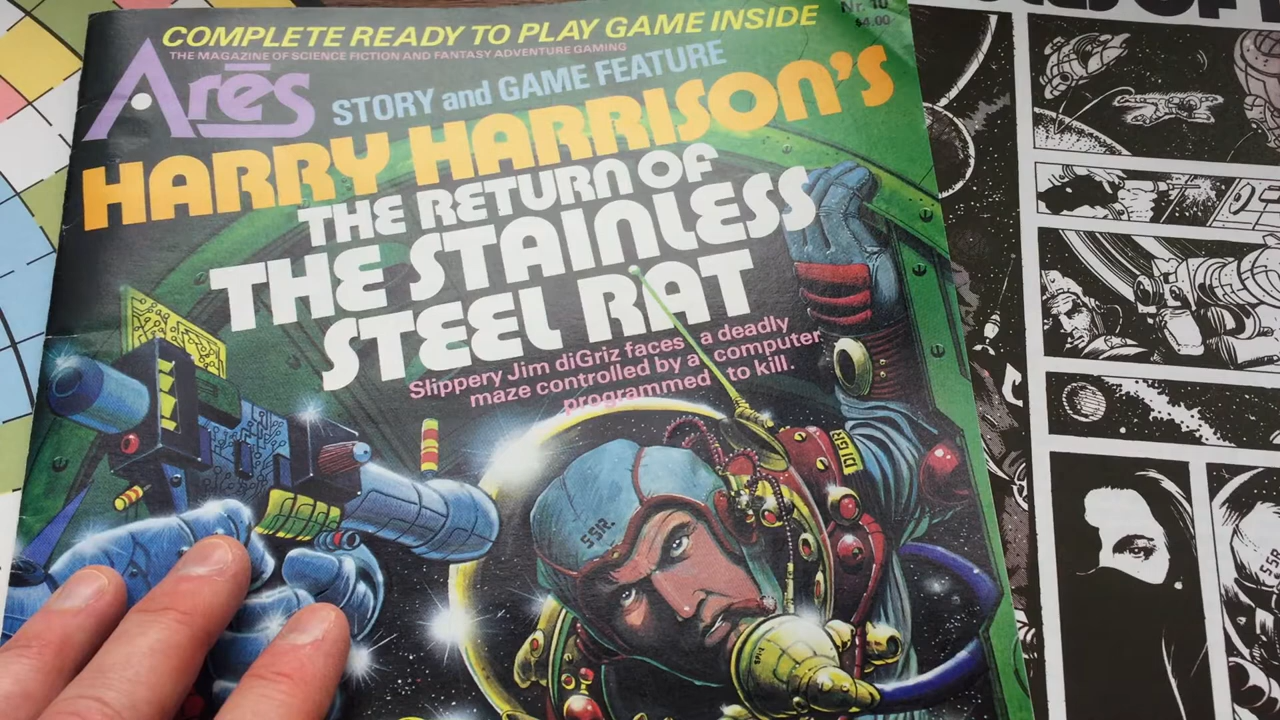 COMPLETE READY TO PLAY GAME INSIDE
Nr. 10
$4.00
THE MAGAZINE OF SCIENCE FICTION AND FANTASY ADVENTURE GAMING
Arēs
STORY and GAME FEATURE
HARRY HARRISON'S
THE RETURN OF
THE STAINLESS
STEEL RAT
Slippery Jim diGriz faces a deadly
maze controlled by a computer
programmed to kill.
DIGR
SSR.
SSR